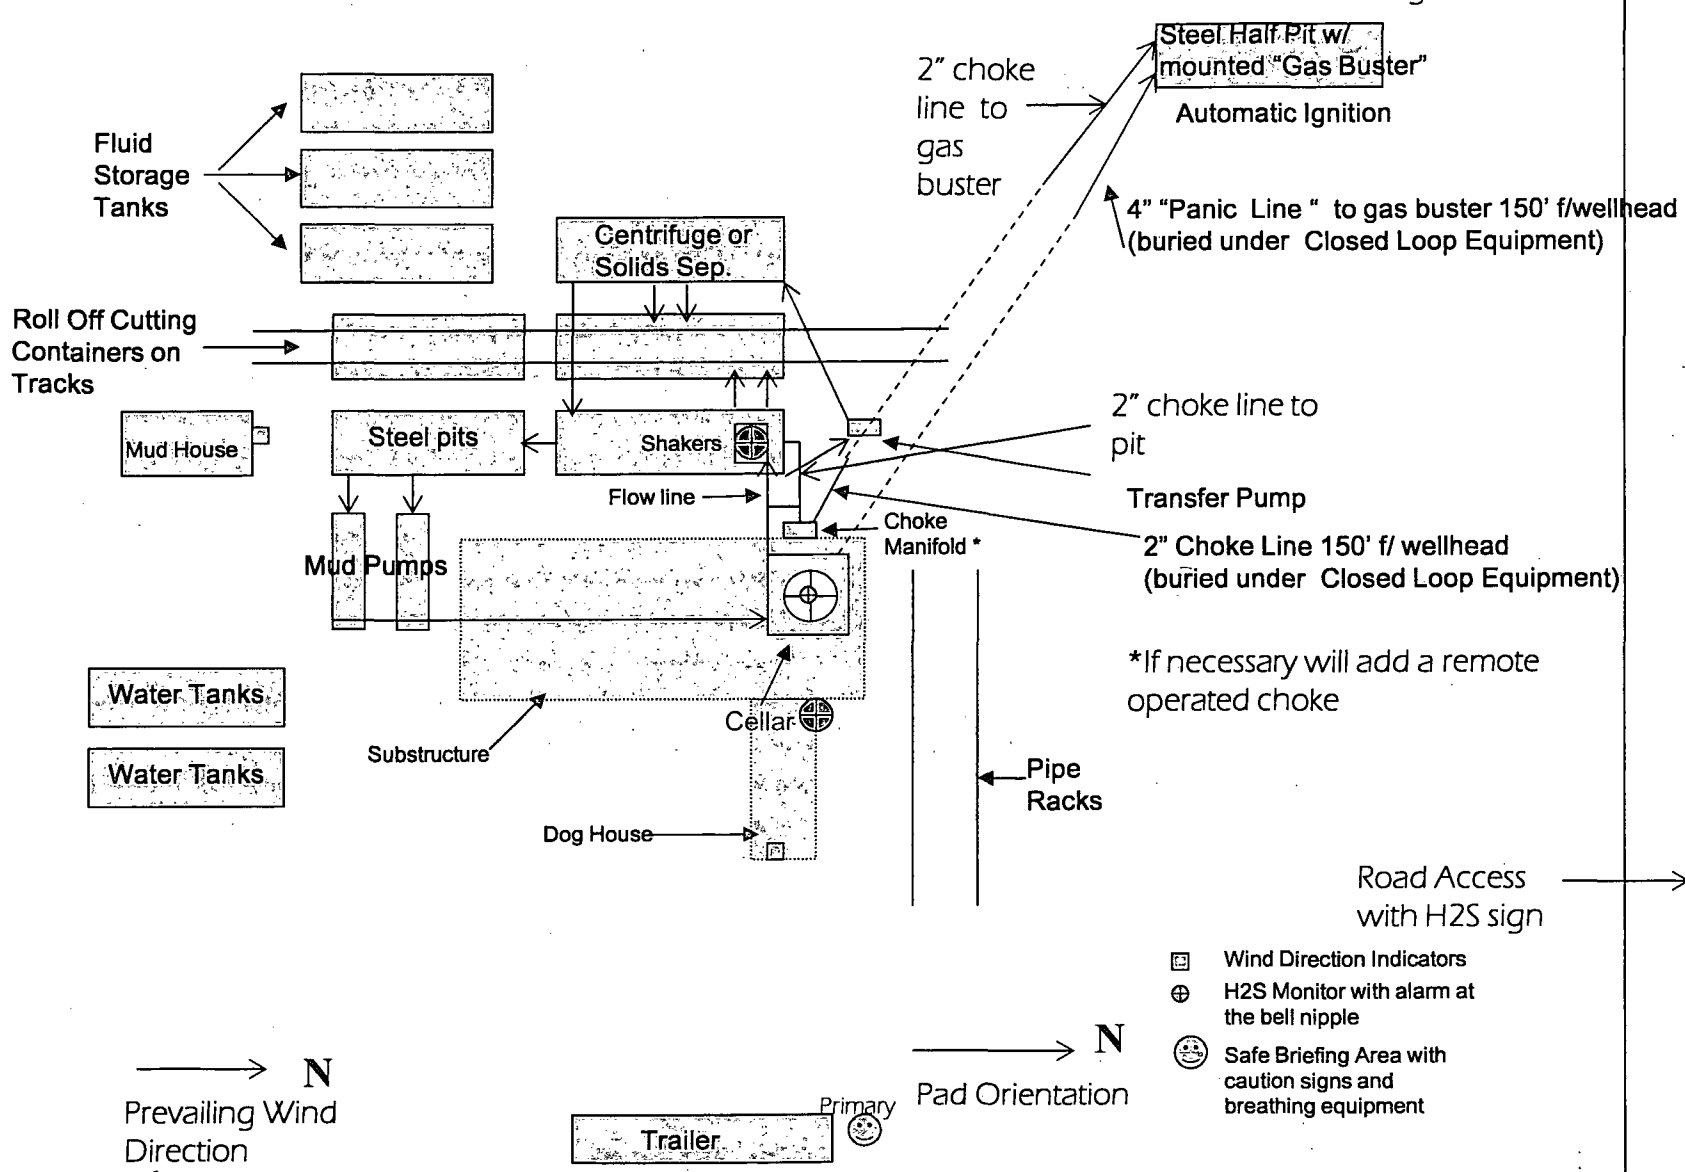 Steel Half Pit w/
mounted "Gas Buster"
Automatic Ignition
2" choke
line to
gas
buster
Fluid
Storage
Tanks
4" "Panic Line " to gas buster 150' f/wellhead
(buried under Closed Loop Equipment)
Centrifuge or
Solids Sep.
Roll Off Cutting
Containers on
Tracks
2" choke line to
pit
Mud House
Steel pits
Shakers
Flow line
Transfer Pump
Choke
Manifold *
2" Choke Line 150' f/ wellhead
(buried under Closed Loop Equipment)
Mud Pumps
*If necessary will add a remote
operated choke
Water Tanks
Cellar
Substructure
Water Tanks
Pipe
Racks
Dog House
Road Access
with H2S sign
Wind Direction Indicators
H2S Monitor with alarm at
the bell nipple
Safe Briefing Area with
caution signs and
breathing equipment
N
Pad Orientation
N
Prevailing Wind
Direction
Primary
Trailer